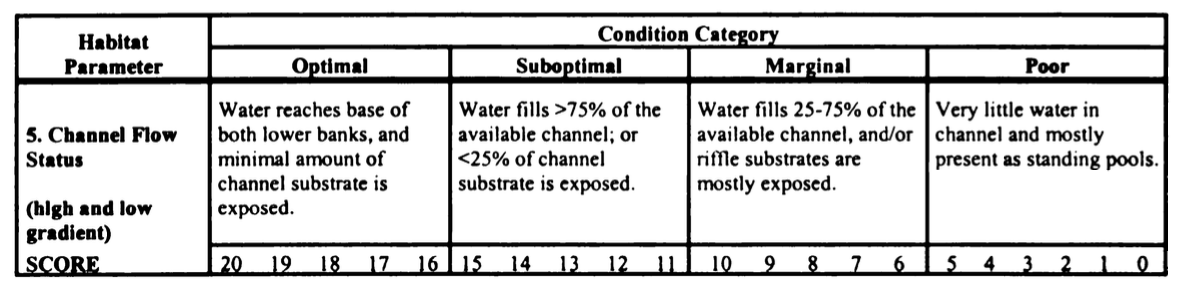 Habitat Parameter
Condition Category
Optimal
Suboptimal
Marginal
Poor
5. Channel Flow
Status
(high and low
gradient)
Water reaches base of
both lower banks, and
minimal amount of
channel substrate is
exposed.
Water fills >75% of the
available channel; or
<25% of channel
substrate is exposed.
Water fills 25-75% of the
available channel, and/or
riffle substrates are
mostly exposed.
Very little water in
channel and mostly
present as standing pools.
SCORE
20 19 18 17 16
15 14 13 12 11
10 9 8 7 6
5 4 3 2 1 0